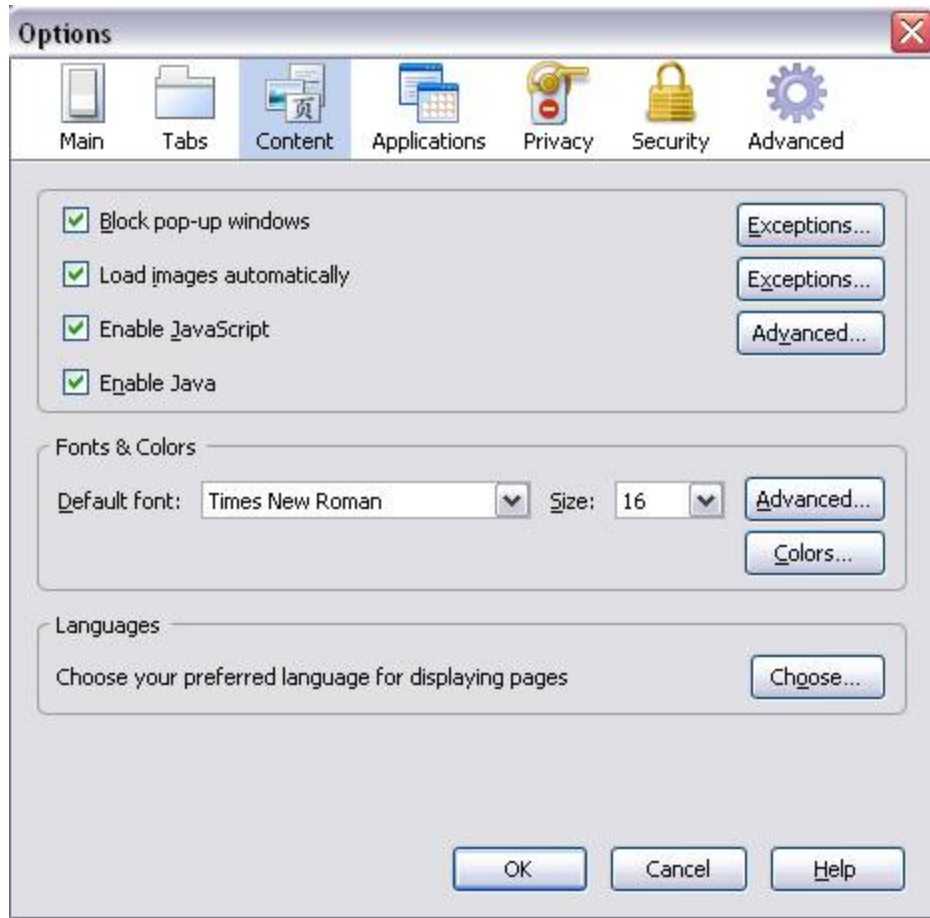 Options
页
Main Tabs Content Applications Privacy Security Advanced
Block pop-up windows Exceptions...
Load images automatically Exceptions...
Enable JavaScript Advanced...
Enable Java
Fonts & Colors
Default font: Times New Roman Size: 16 Advanced...
Colors...
Languages
Choose your preferred language for displaying pages Choose...
OK Cancel Help